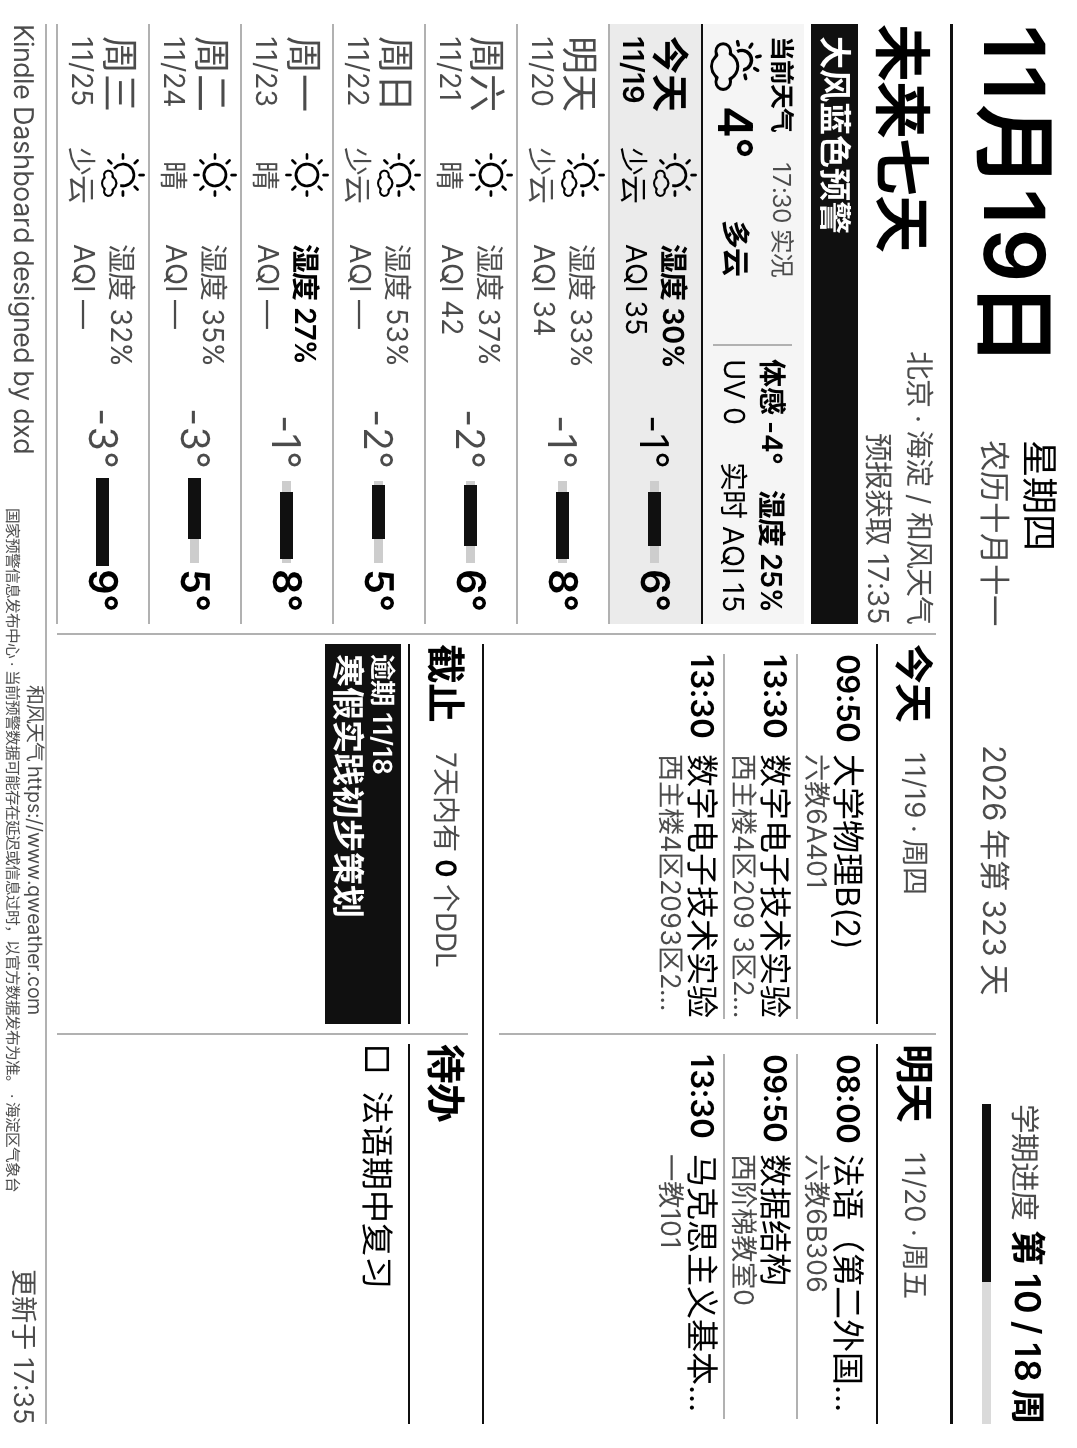 11月19日
星期四
农历十月十一
2026 年第 323 天
学期进度 第 10 / 18 周
未来七天
北京 · 海淀 / 和风天气
预报获取 17:35
大风蓝色预警
当前天气 17:30 实况
4° 多云
体感 -4° 湿度 25%
UV 0 实时 AQI 15
今天 湿度 30% -1° 6°
11/19 少云 AQI 35
明天 湿度 33% -1° 8°
11/20 少云 AQI 34
周六 湿度 37% -2° 6°
11/21 晴 AQI 42
周日 湿度 53% -2° 5°
11/22 少云 AQI —
周一 湿度 27% -1° 8°
11/23 晴 AQI —
周二 湿度 35% -3° 5°
11/24 晴 AQI —
周三 湿度 32% -3° 9°
11/25 少云 AQI —
今天 11/19 · 周四
09:50 大学物理B(2)
六教6A401
13:30 数字电子技术实验
西主楼4区209 3区2...
13:30 数字电子技术实验
西主楼4区2093区2...
明天 11/20 · 周五
08:00 法语（第二外国...
六教6B306
09:50 数据结构
西阶梯教室0
13:30 马克思主义基本...
一教101
截止 7天内有 0 个DDL
逾期 11/18
寒假实践初步策划
待办
法语期中复习
Kindle Dashboard designed by dxd
和风天气 https://www.qweather.com
国家预警信息发布中心 · 当前预警数据可能存在延迟或信息过时，以官方数据发布为准。 · 海淀区气象台
更新于 17:35